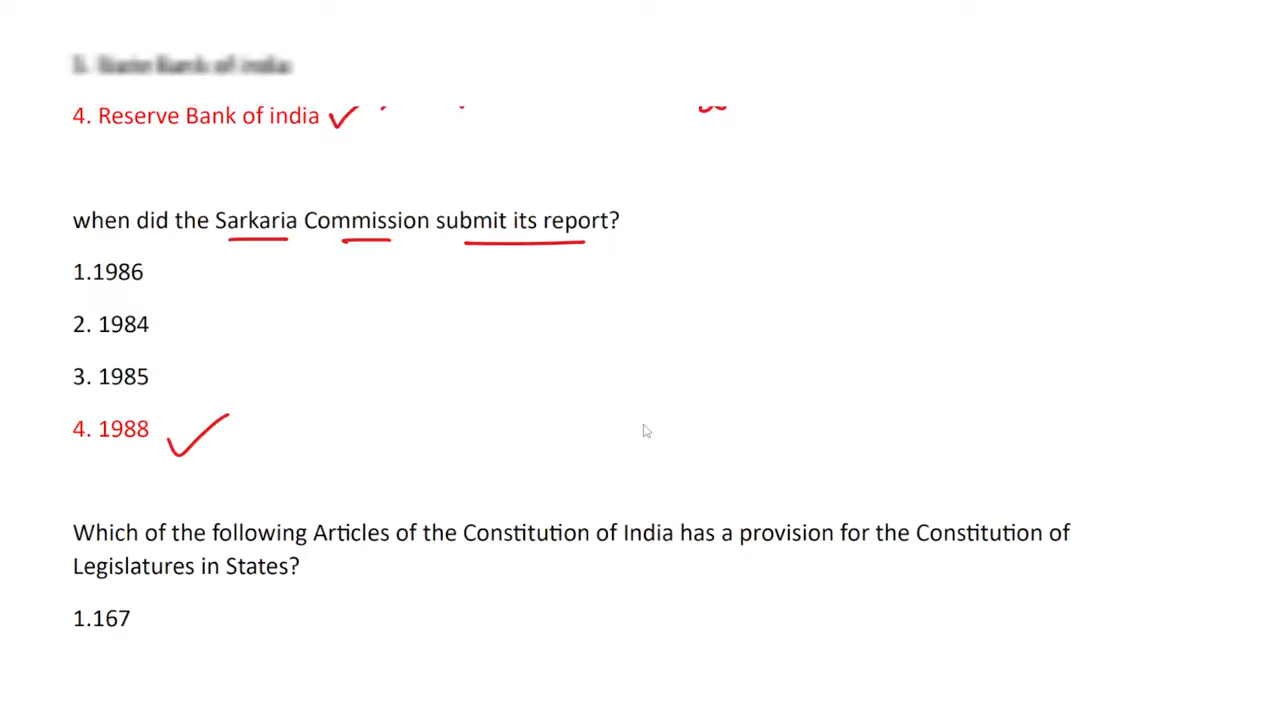 4. Reserve Bank of india
when did the Sarkaria Commission submit its report?
1.1986
2. 1984
3. 1985
4. 1988
Which of the following Articles of the Constitution of India has a provision for the Constitution of
Legislatures in States?
1.167